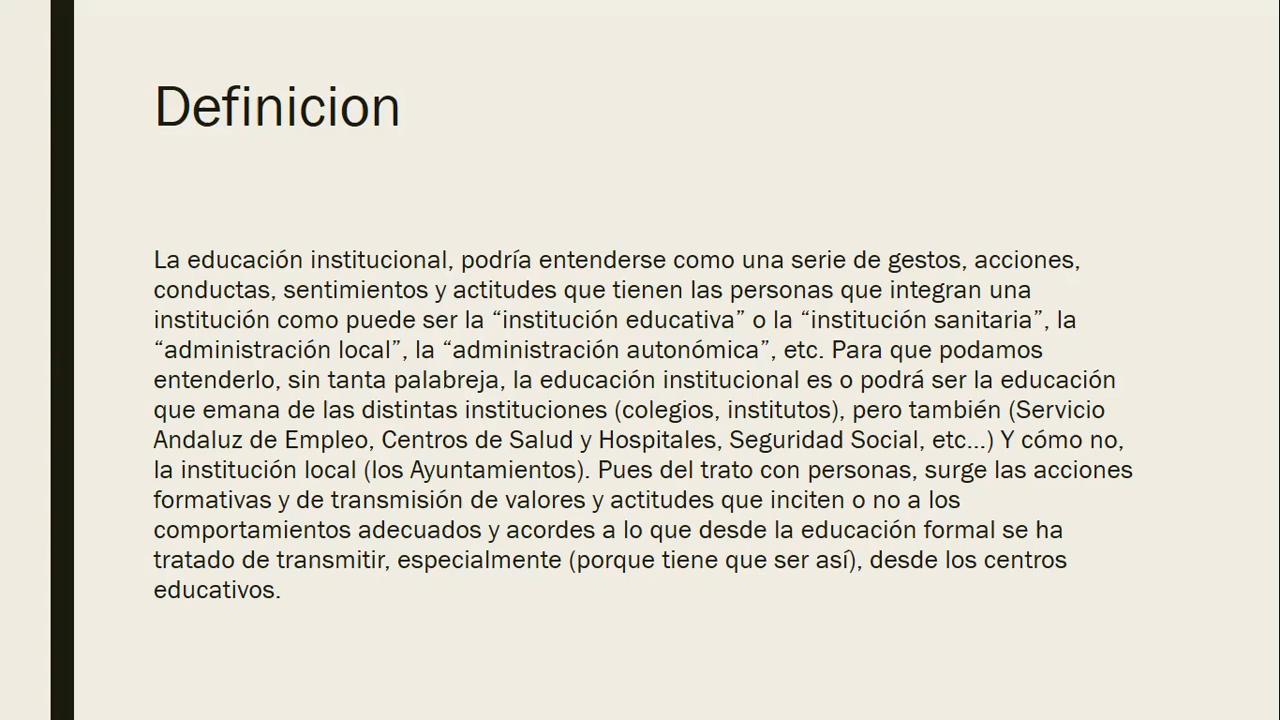 Definicion
La educación institucional, podría entenderse como una serie de gestos, acciones,
conductas, sentimientos y actitudes que tienen las personas que integran una
institución como puede ser la “institución educativa” o la “institución sanitaria”, la
“administración local”, la “administración autonómica”, etc. Para que podamos
entenderlo, sin tanta palabreja, la educación institucional es o podrá ser la educación
que emana de las distintas instituciones (colegios, institutos), pero también (Servicio
Andaluz de Empleo, Centros de Salud y Hospitales, Seguridad Social, etc...) Y cómo no,
la institución local (los Ayuntamientos). Pues del trato con personas, surge las acciones
formativas y de transmisión de valores y actitudes que inciten o no a los
comportamientos adecuados y acordes a lo que desde la educación formal se ha
tratado de transmitir, especialmente (porque tiene que ser así), desde los centros
educativos.